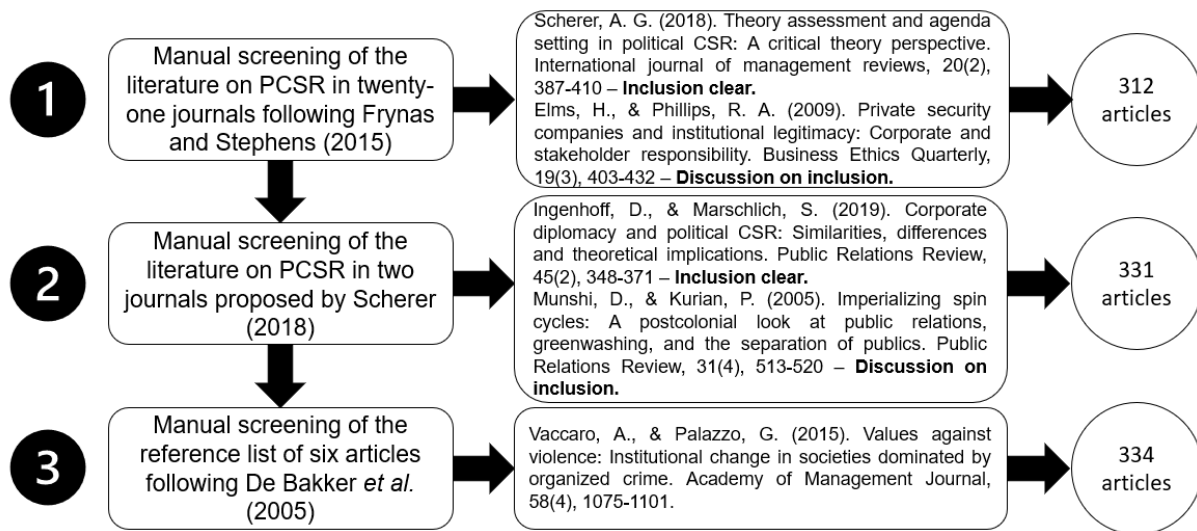 1
Manual screening of the
literature on PCSR in twenty-
one journals following Frynas
and Stephens (2015)
Scherer, A. G. (2018). Theory assessment and agenda
setting in political CSR: A critical theory perspective.
International journal of management reviews, 20(2),
387-410 – Inclusion clear.
Elms, H., & Phillips, R. A. (2009). Private security
companies and institutional legitimacy: Corporate and
stakeholder responsibility. Business Ethics Quarterly,
19(3), 403-432 – Discussion on inclusion.
312
articles
2
Manual screening of the
literature on PCSR in two
journals proposed by Scherer
(2018)
Ingenhoff, D., & Marschlich, S. (2019). Corporate
diplomacy and political CSR: Similarities, differences
and theoretical implications. Public Relations Review,
45(2), 348-371 – Inclusion clear.
Munshi, D., & Kurian, P. (2005). Imperializing spin
cycles: A postcolonial look at public relations,
greenwashing, and the separation of publics. Public
Relations Review, 31(4), 513-520 – Discussion on
inclusion.
331
articles
3
Manual screening of the
reference list of six articles
following De Bakker et al.
(2005)
Vaccaro, A., & Palazzo, G. (2015). Values against
violence: Institutional change in societies dominated by
organized crime. Academy of Management Journal,
58(4), 1075-1101.
334
articles